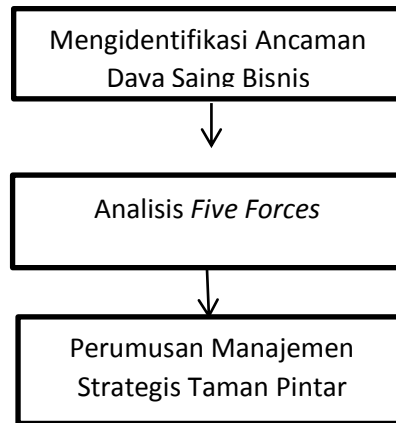 Mengidentifikasi Ancaman
Daya Saing Bisnis
Analisis Five Forces
Perumusan Manajemen
Strategis Taman Pintar